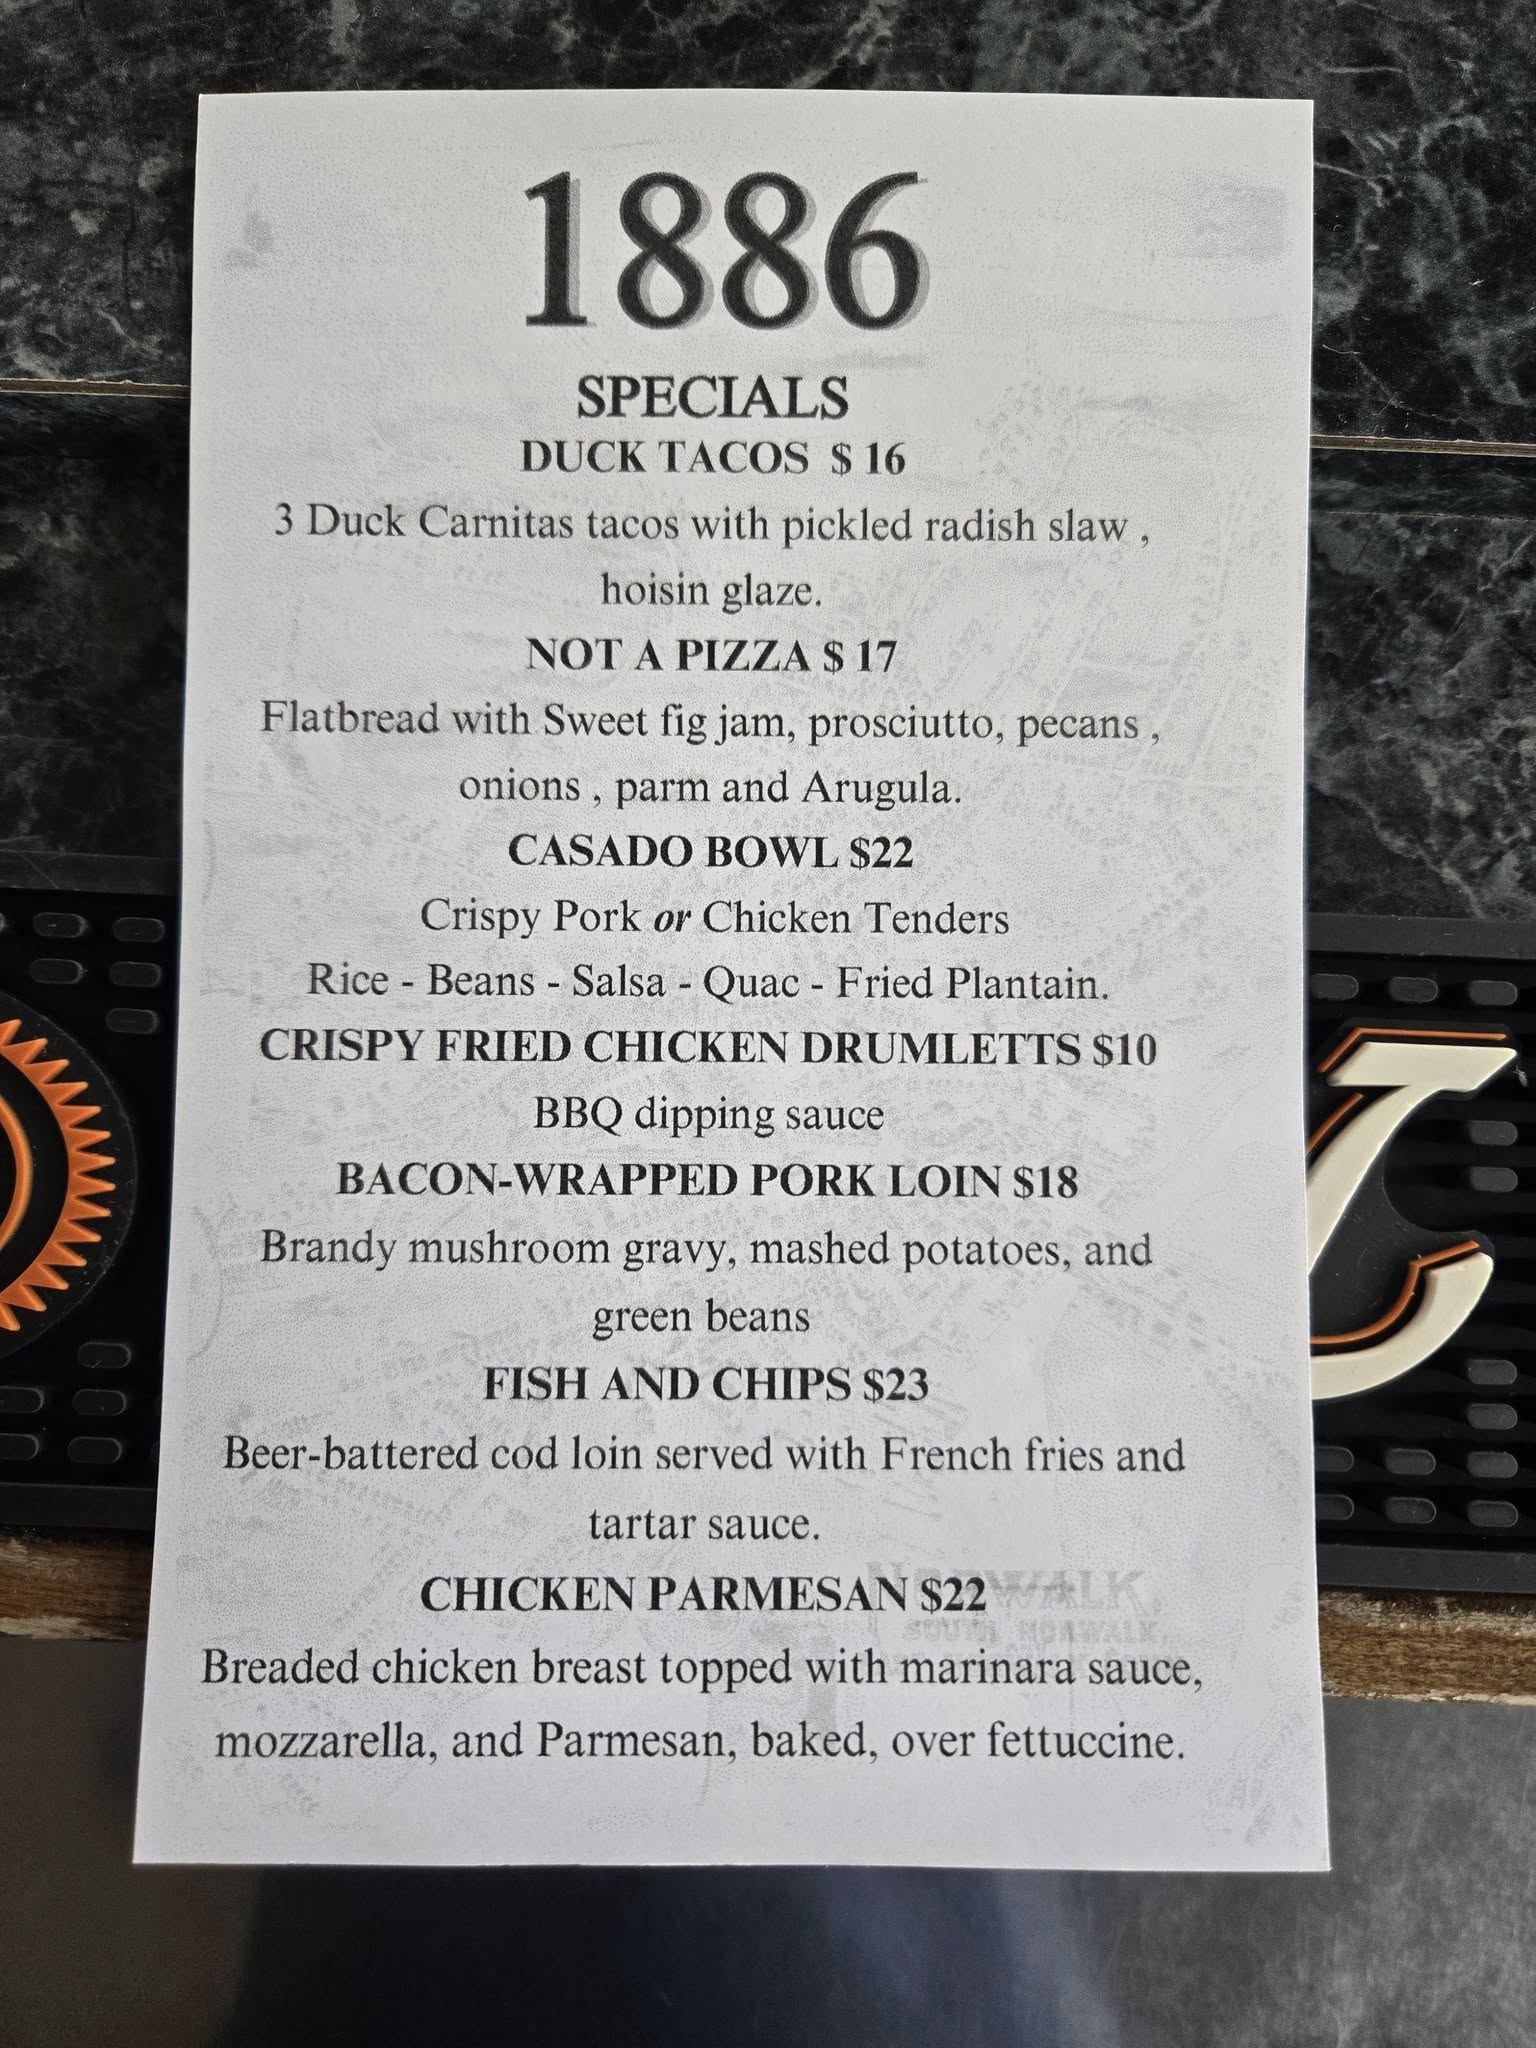 1886
SPECIALS
DUCK TACOS $ 16
3 Duck Carnitas tacos with pickled radish slaw ,
hoisin glaze.
NOT A PIZZA $ 17
Flatbread with Sweet fig jam, prosciutto, pecans ,
onions , parm and Arugula.
CASADO BOWL $22
Crispy Pork or Chicken Tenders
Rice - Beans - Salsa - Quac - Fried Plantain.
CRISPY FRIED CHICKEN DRUMLETTS $10
BBQ dipping sauce
BACON-WRAPPED PORK LOIN $18
Brandy mushroom gravy, mashed potatoes, and
green beans
FISH AND CHIPS $23
Beer-battered cod loin served with French fries and
tartar sauce.
CHICKEN PARMESAN $22
NORWALK,
SOUTH NORWALK,
Breaded chicken breast topped with marinara sauce,
mozzarella, and Parmesan, baked, over fettuccine.